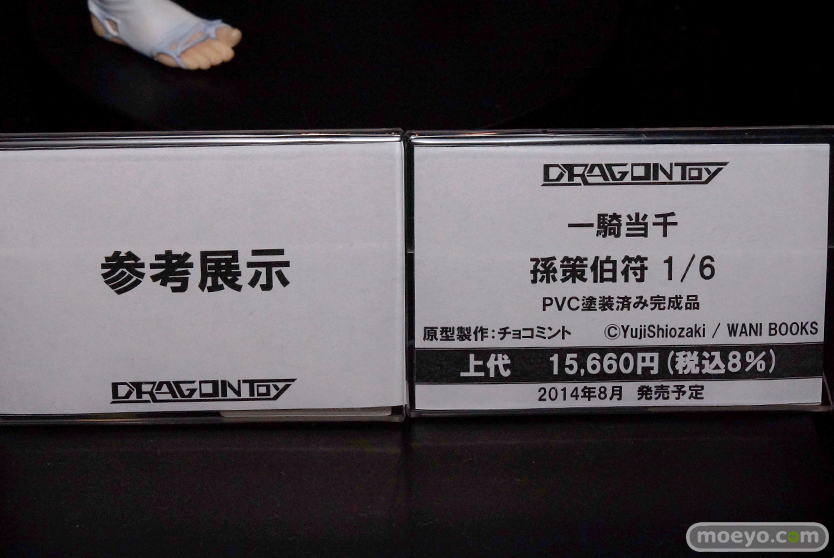 参考展示
DRAGONTOY
DRAGONTOY
一騎当千
孫策伯符 1/6
PVC塗装済み完成品
原型製作:チョコミント ©YujiShiozaki / WANI BOOKS
上代 15,660円(税込8%)
2014年8月 発売予定
moeyo.com